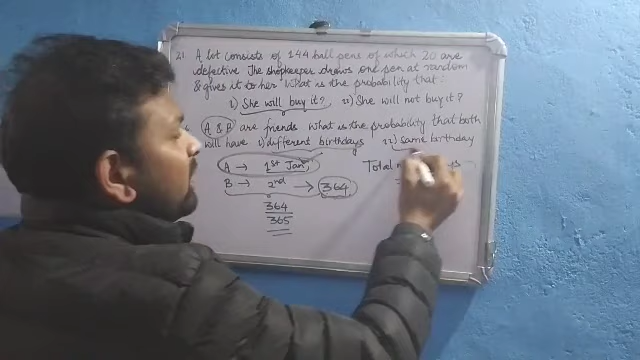 21. A lot consists of 144 ball pens of which 20 are
defective The shopkeeper draws one pen at random
& gives it to her What is the probability that:
i) She will buy it? ii) She will not buy it?
A & B are friends What is the probability that both
will have i) different birthdays ii) same birthday
A → 1st Jan,
B → 2nd → 364
364
365
Total